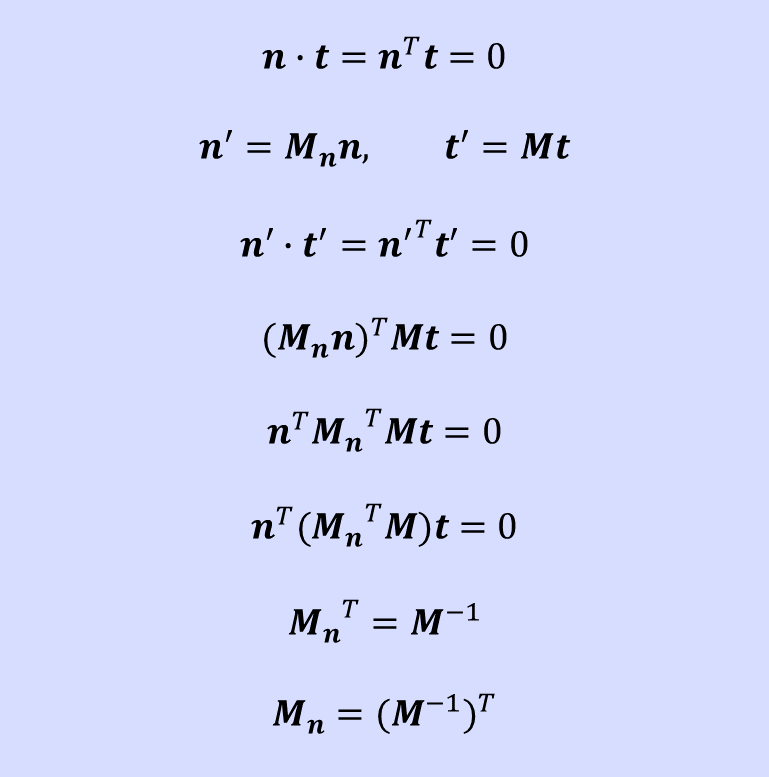 𝒏 · 𝒕 = 𝒏ᵀ𝒕 = 0
𝒏′ = 𝑴ₙ𝒏, 𝒕′ = 𝑴𝒕
𝒏′ · 𝒕′ = 𝒏′ᵀ𝒕′ = 0
(𝑴ₙ𝒏)ᵀ𝑴𝒕 = 0
𝒏ᵀ𝑴ₙᵀ𝑴𝒕 = 0
𝒏ᵀ(𝑴ₙᵀ𝑴)𝒕 = 0
𝑴ₙᵀ = 𝑴⁻¹
𝑴ₙ = (𝑴⁻¹)ᵀ